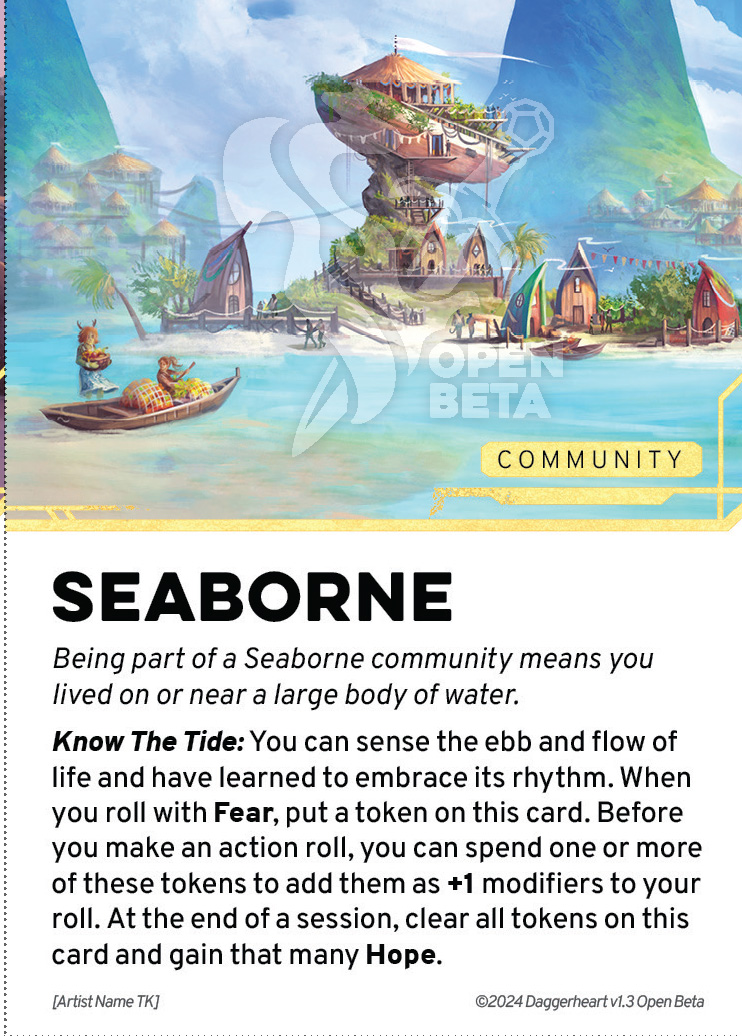 OPEN
BETA
COMMUNITY
SEABORNE
Being part of a Seaborne community means you
lived on or near a large body of water.
Know The Tide: You can sense the ebb and flow of
life and have learned to embrace its rhythm. When
you roll with Fear, put a token on this card. Before
you make an action roll, you can spend one or more
of these tokens to add them as +1 modifiers to your
roll. At the end of a session, clear all tokens on this
card and gain that many Hope.
[Artist Name TK]
©2024 Daggerheart v1.3 Open Beta